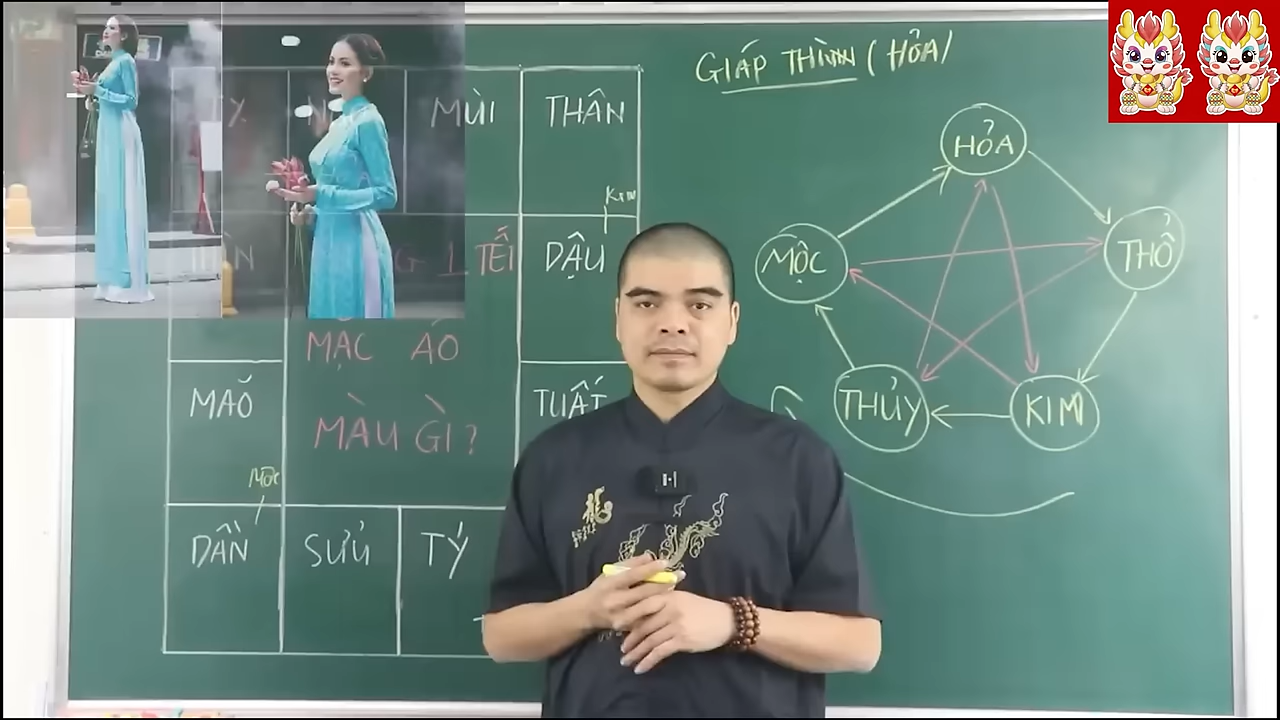 GIÁP THÌN ( HỎA /
MÙI
THÂN
Kim
G 1 TẾT
DẬU
MẶC ÁO
MÀU GÌ ?
MÃO
TUẤT
Mộc
DẦN
SỬU
TÝ
HỎA
MỘC
THỔ
THỦY
KIM